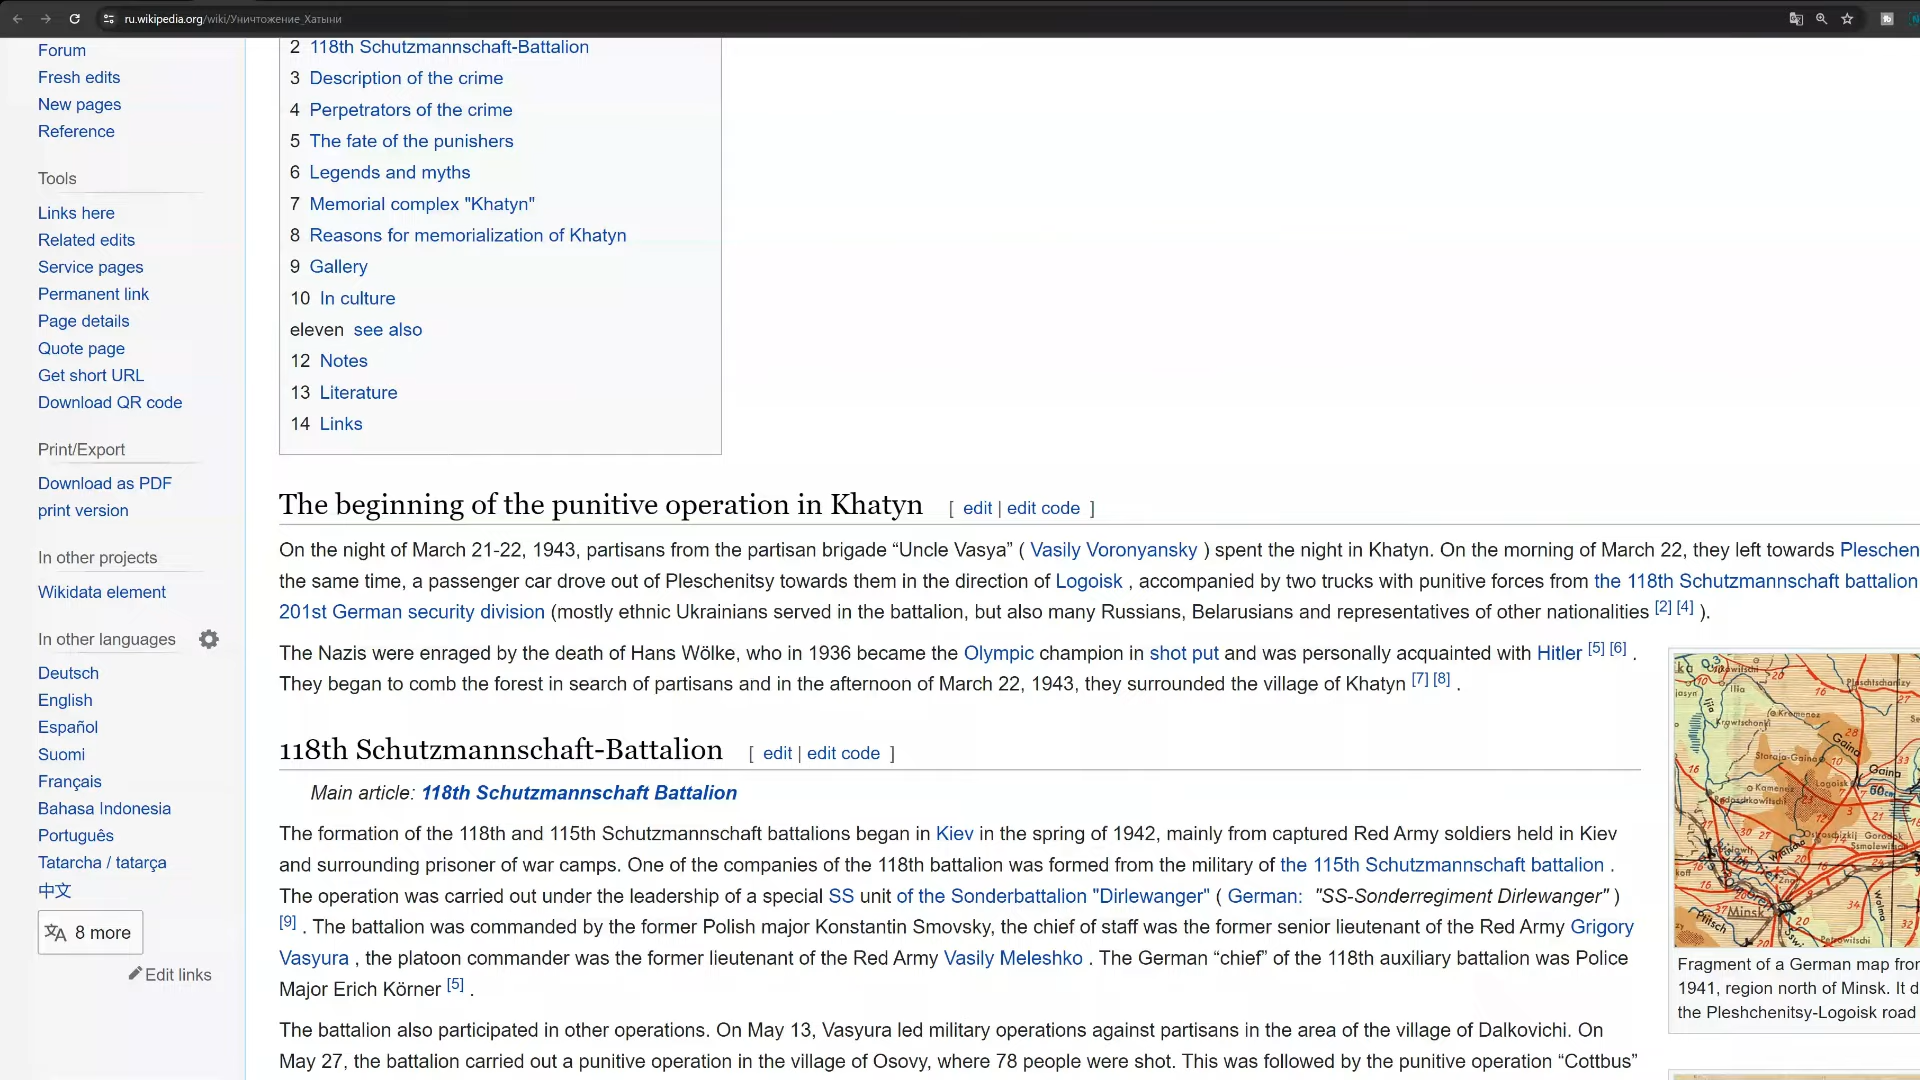 ru.wikipedia.org/wiki/Уничтожение_Хатыни
Forum
Fresh edits
New pages
Reference
Tools
Links here
Related edits
Service pages
Permanent link
Page details
Quote page
Get short URL
Download QR code
Print/Export
Download as PDF
print version
In other projects
Wikidata element
In other languages
Deutsch
English
Español
Suomi
Français
Bahasa Indonesia
Português
Tatarcha / tatarça
中文
8 more
Edit links
2 118th Schutzmannschaft-Battalion
3 Description of the crime
4 Perpetrators of the crime
5 The fate of the punishers
6 Legends and myths
7 Memorial complex "Khatyn"
8 Reasons for memorialization of Khatyn
9 Gallery
10 In culture
eleven see also
12 Notes
13 Literature
14 Links
The beginning of the punitive operation in Khatyn [ edit | edit code ]
On the night of March 21-22, 1943, partisans from the partisan brigade “Uncle Vasya” ( Vasily Voronyansky ) spent the night in Khatyn. On the morning of March 22, they left towards Pleschen
the same time, a passenger car drove out of Pleschenitsy towards them in the direction of Logoisk , accompanied by two trucks with punitive forces from the 118th Schutzmannschaft battalion
201st German security division (mostly ethnic Ukrainians served in the battalion, but also many Russians, Belarusians and representatives of other nationalities [2] [4] ).
The Nazis were enraged by the death of Hans Wölke, who in 1936 became the Olympic champion in shot put and was personally acquainted with Hitler [5] [6] .
They began to comb the forest in search of partisans and in the afternoon of March 22, 1943, they surrounded the village of Khatyn [7] [8] .
118th Schutzmannschaft-Battalion [ edit | edit code ]
Main article: 118th Schutzmannschaft Battalion
The formation of the 118th and 115th Schutzmannschaft battalions began in Kiev in the spring of 1942, mainly from captured Red Army soldiers held in Kiev
and surrounding prisoner of war camps. One of the companies of the 118th battalion was formed from the military of the 115th Schutzmannschaft battalion .
The operation was carried out under the leadership of a special SS unit of the Sonderbattalion "Dirlewanger" ( German: "SS-Sonderregiment Dirlewanger" )
[9] . The battalion was commanded by the former Polish major Konstantin Smovsky, the chief of staff was the former senior lieutenant of the Red Army Grigory
Vasyura , the platoon commander was the former lieutenant of the Red Army Vasily Meleshko . The German “chief” of the 118th auxiliary battalion was Police
Major Erich Körner [5] .
The battalion also participated in other operations. On May 13, Vasyura led military operations against partisans in the area of the village of Dalkovichi. On
May 27, the battalion carried out a punitive operation in the village of Osovy, where 78 people were shot. This was followed by the punitive operation “Cottbus”
Ilia
Gaina
Gaina
Logoisk
Minsk
Fragment of a German map fror
1941, region north of Minsk. It d
the Pleshchenitsy-Logoisk road